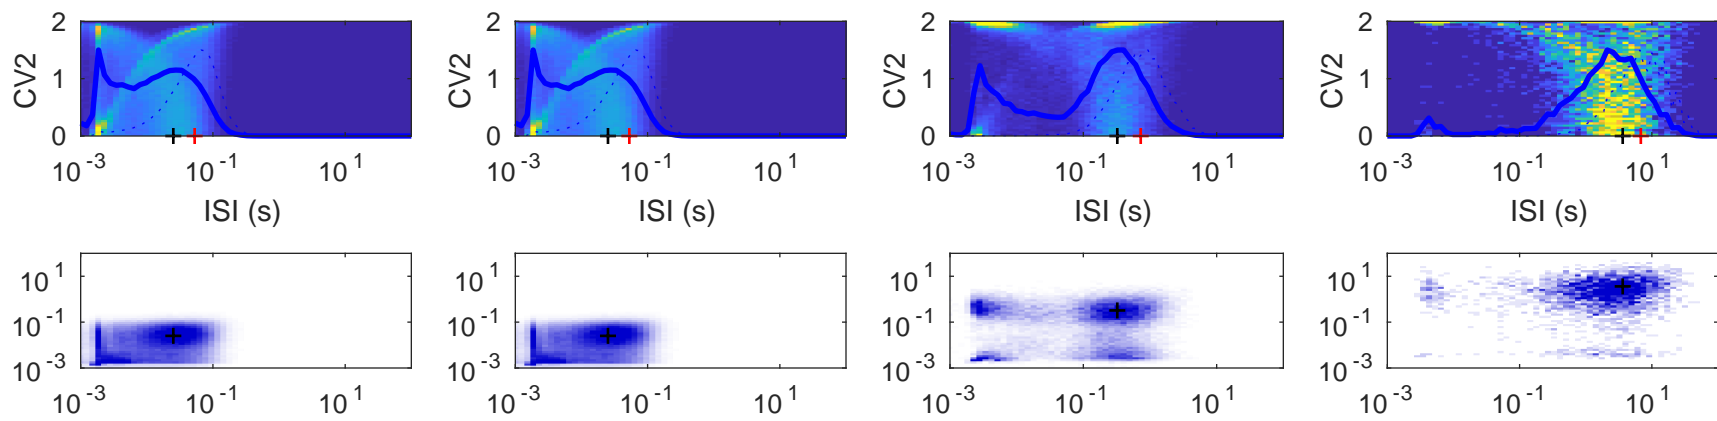 2 2 2 2
CV2 1 CV2 1 CV2 1 CV2 1
0 0 0 0
10^-3 10^-1 10^1 10^-3 10^-1 10^1 10^-3 10^-1 10^1 10^-3 10^-1 10^1
ISI (s) ISI (s) ISI (s) ISI (s)
10^1 10^1 10^1 10^1
10^-1 10^-1 10^-1 10^-1
10^-3 10^-3 10^-3 10^-3
10^-3 10^-1 10^1 10^-3 10^-1 10^1 10^-3 10^-1 10^1 10^-3 10^-1 10^1